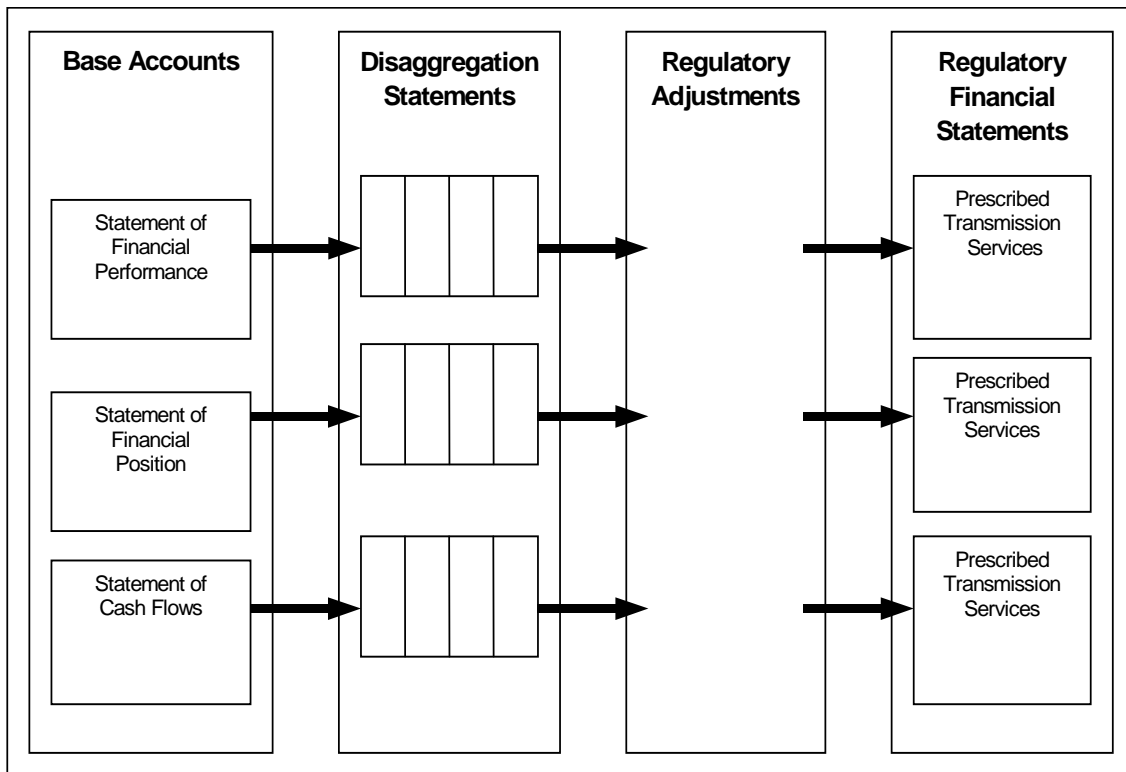 Base Accounts
Statement of
Financial
Performance
Statement of
Financial
Position
Statement of
Cash Flows
Disaggregation
Statements
Regulatory
Adjustments
Regulatory
Financial
Statements
Prescribed
Transmission
Services
Prescribed
Transmission
Services
Prescribed
Transmission
Services